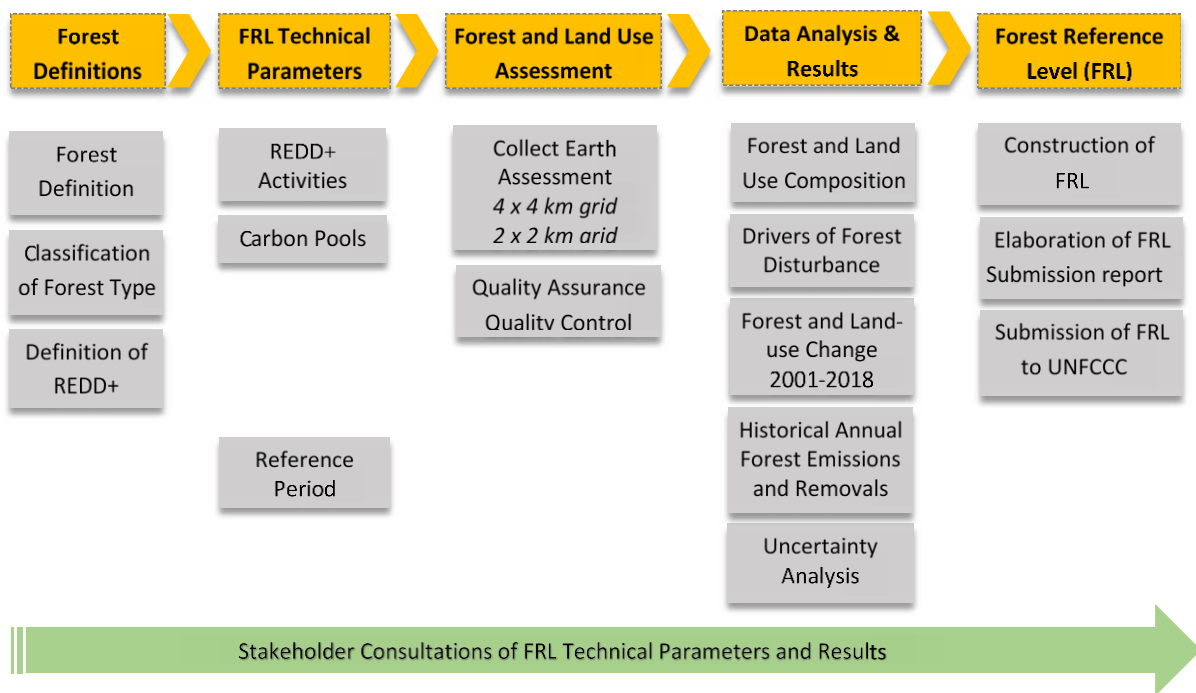 Forest
Definitions
FRL Technical
Parameters
Forest and Land Use
Assessment
Data Analysis &
Results
Forest Reference
Level (FRL)
Forest
Definition
Classification
of Forest Type
Definition of
REDD+
REDD+
Activities
Carbon Pools
Reference
Period
Collect Earth
Assessment
4 x 4 km grid
2 x 2 km grid
Quality Assurance
Quality Control
Forest and Land
Use Composition
Drivers of Forest
Disturbance
Forest and Land-
use Change
2001-2018
Historical Annual
Forest Emissions
and Removals
Uncertainty
Analysis
Construction of
FRL
Elaboration of FRL
Submission report
Submission of FRL
to UNFCCC
Stakeholder Consultations of FRL Technical Parameters and Results